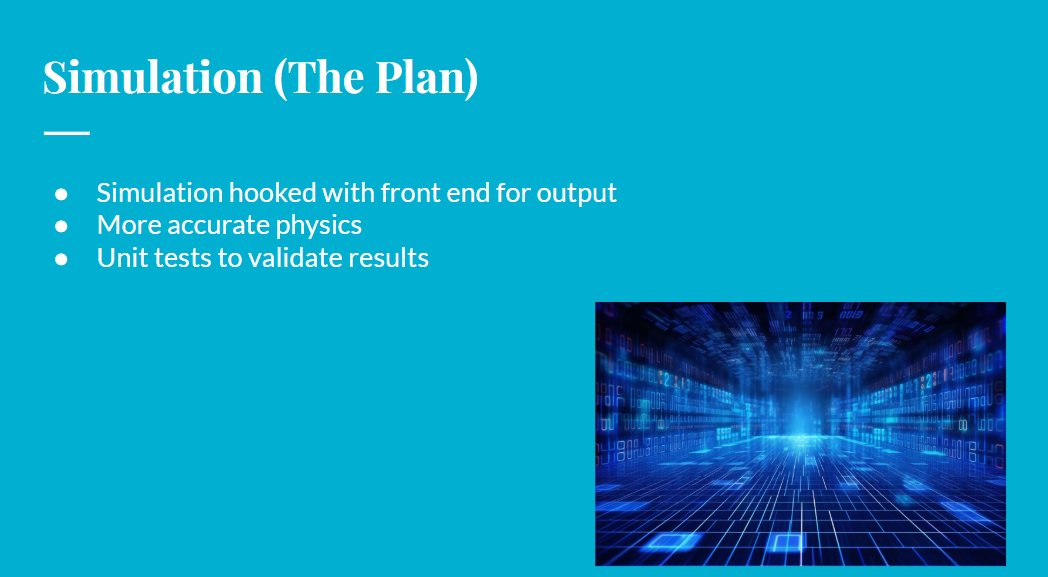 Simulation (The Plan)
● Simulation hooked with front end for output
● More accurate physics
● Unit tests to validate results